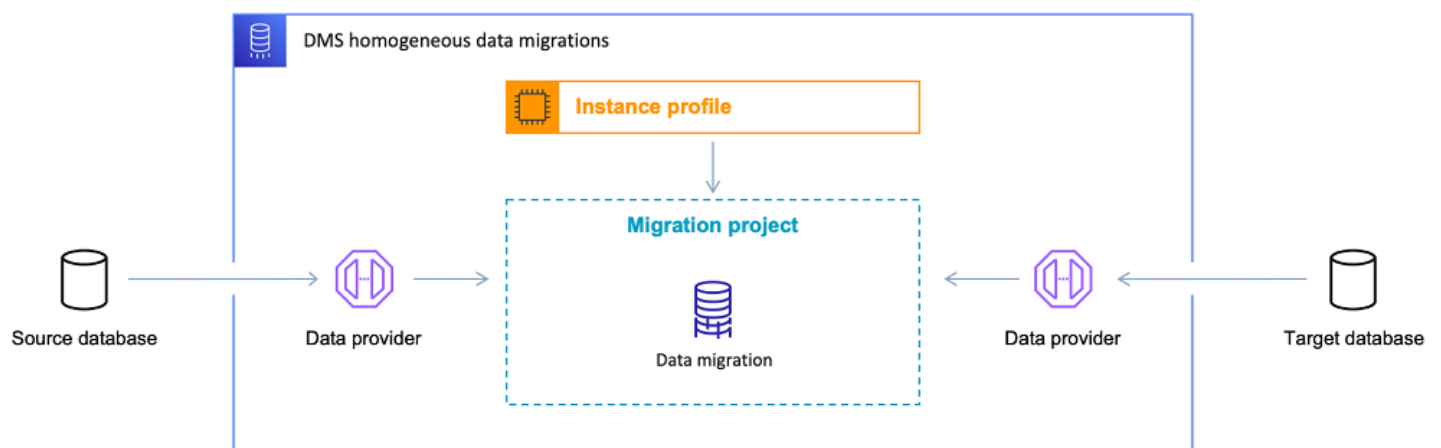 DMS homogeneous data migrations
Instance profile
Migration project
Data migration
Source database
Data provider
Data provider
Target database